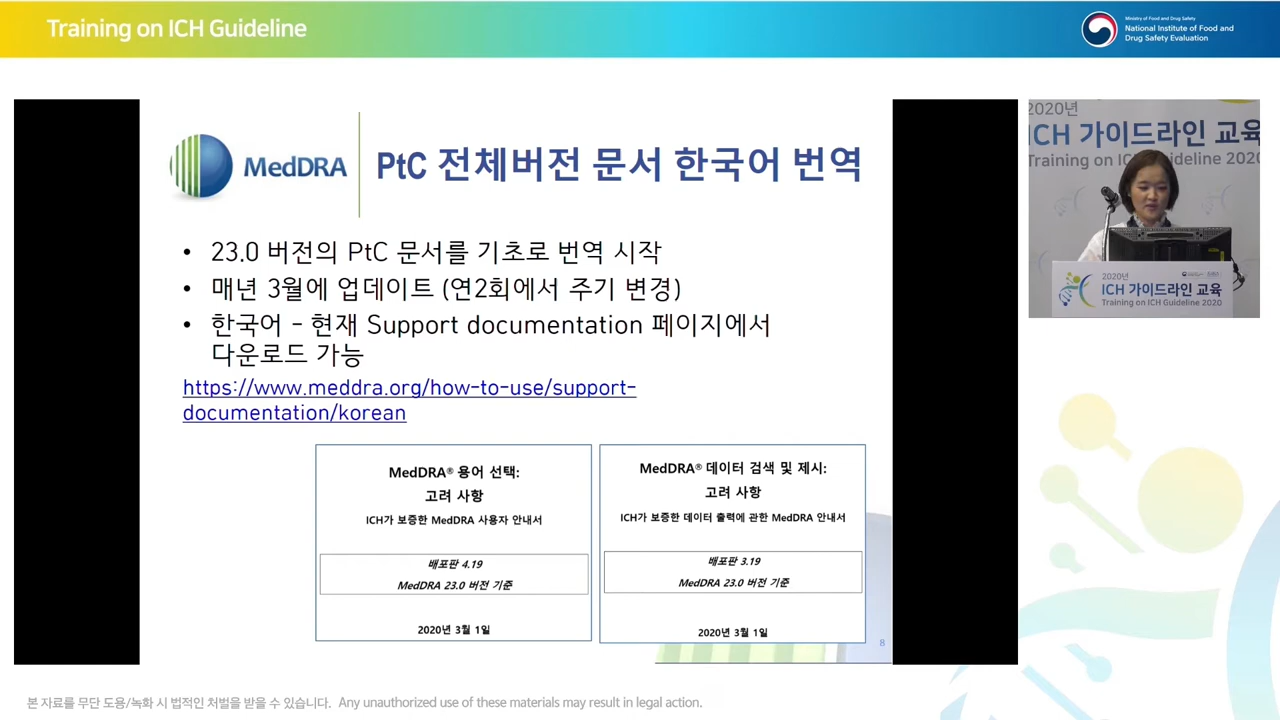 Training on ICH Guideline
Ministry of Food and Drug Safety
National Institute of Food and
Drug Safety Evaluation
MedDRA
PtC 전체버전 문서 한국어 번역
• 23.0 버전의 PtC 문서를 기초로 번역 시작
• 매년 3월에 업데이트 (연2회에서 주기 변경)
• 한국어 - 현재 Support documentation 페이지에서
다운로드 가능
https://www.meddra.org/how-to-use/support-
documentation/korean
MedDRA® 용어 선택:
고려 사항
ICH가 보증한 MedDRA 사용자 안내서
배포판 4.19
MedDRA 23.0 버전 기준
2020년 3월 1일
MedDRA® 데이터 검색 및 제시:
고려 사항
ICH가 보증한 데이터 출력에 관한 MedDRA 안내서
배포판 3.19
MedDRA 23.0 버전 기준
2020년 3월 1일
8
2020년
ICH 가이드라인 교육
Training on ICH Guideline 2020
2020년
ICH 가이드라인 교육
Training on ICH Guideline 2020
본 자료를 무단 도용/녹화 시 법적인 처벌을 받을 수 있습니다. Any unauthorized use of these materials may result in legal action.